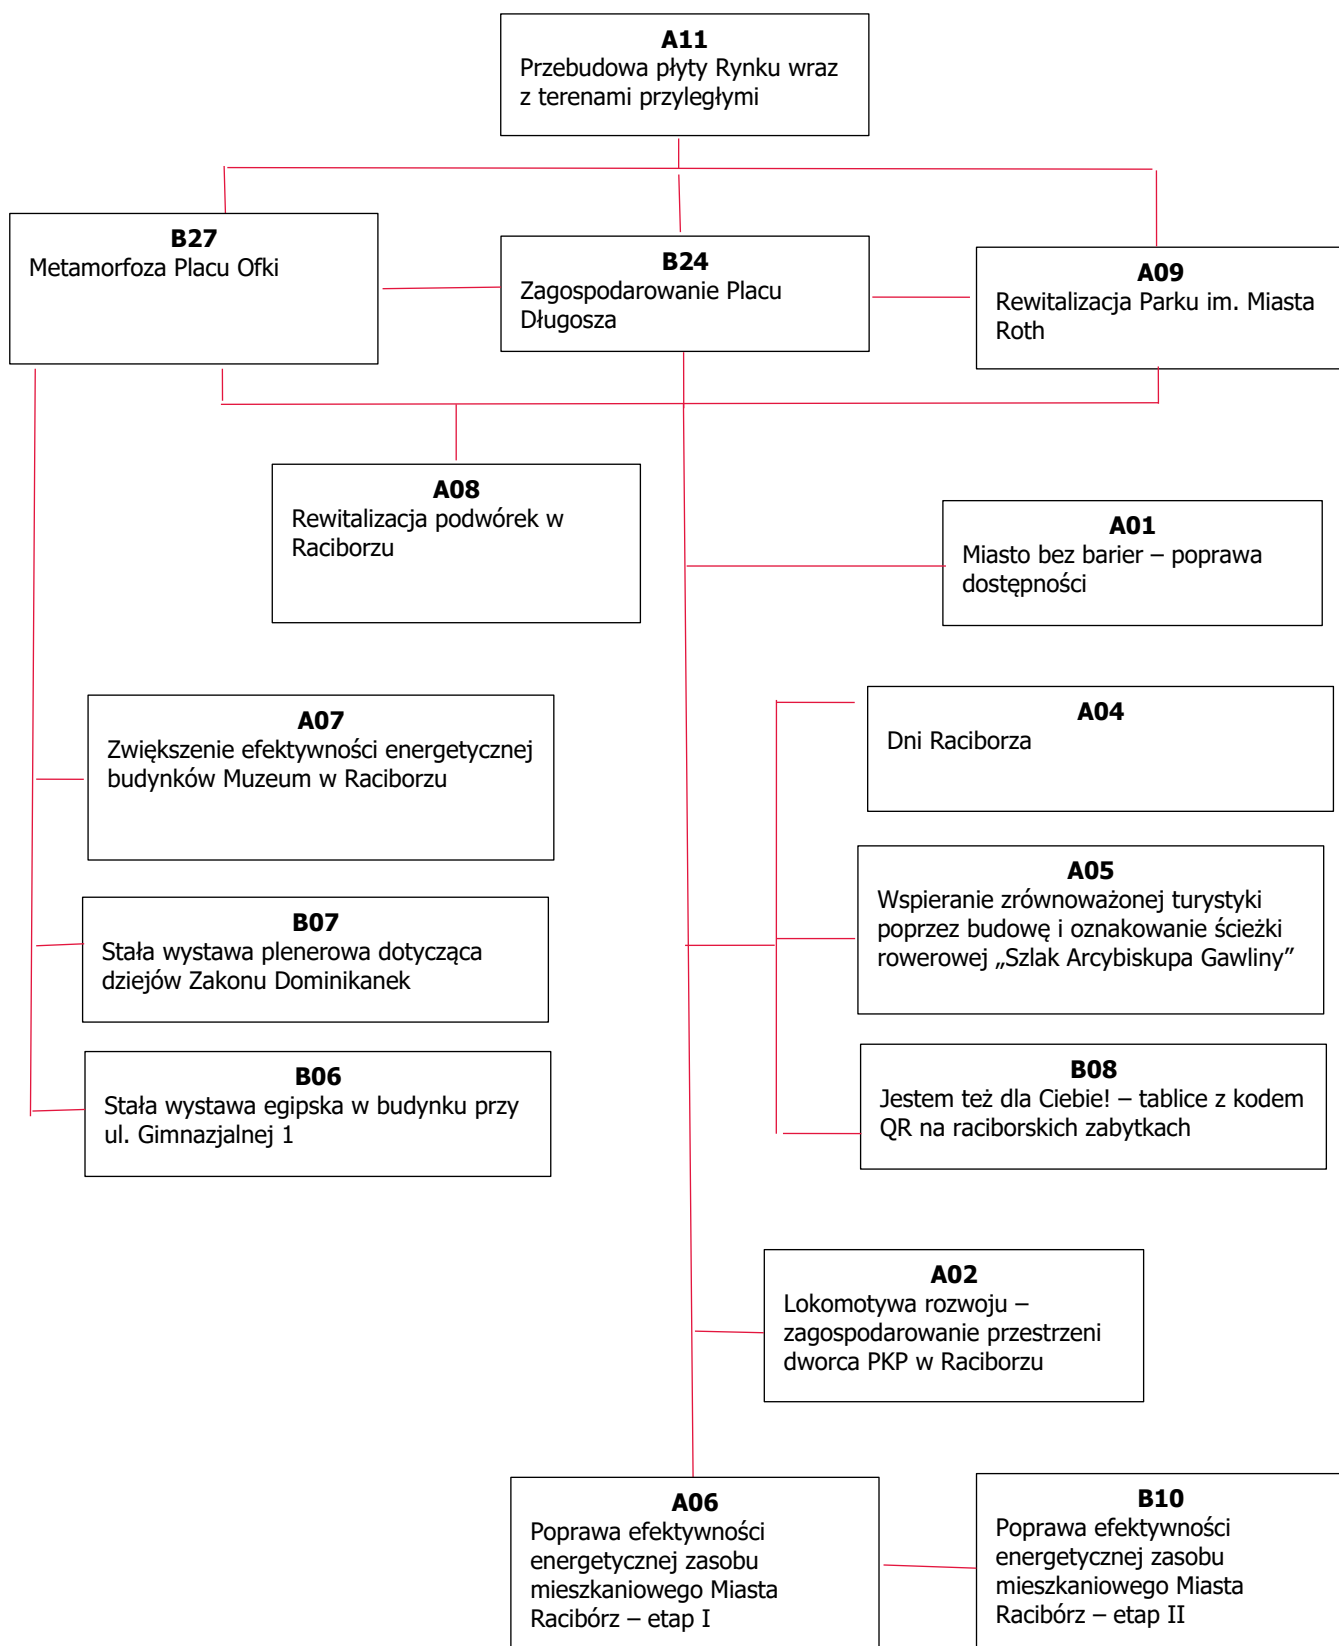 A11
Przebudowa płyty Rynku wraz
z terenami przyległymi
B27
Metamorfoza Placu Ofki
B24
Zagospodarowanie Placu
Długosza
A09
Rewitalizacja Parku im. Miasta
Roth
A08
Rewitalizacja podwórek w
Raciborzu
A01
Miasto bez barier – poprawa
dostępności
A07
Zwiększenie efektywności energetycznej
budynków Muzeum w Raciborzu
A04
Dni Raciborza
A05
Wspieranie zrównoważonej turystyki
poprzez budowę i oznakowanie ścieżki
rowerowej „Szlak Arcybiskupa Gawliny”
B07
Stała wystawa plenerowa dotycząca
dziejów Zakonu Dominikanek
B06
Stała wystawa egipska w budynku przy
ul. Gimnazjalnej 1
B08
Jestem też dla Ciebie! – tablice z kodem
QR na raciborskich zabytkach
A02
Lokomotywa rozwoju –
zagospodarowanie przestrzeni
dworca PKP w Raciborzu
A06
Poprawa efektywności
energetycznej zasobu
mieszkaniowego Miasta
Racibórz – etap I
B10
Poprawa efektywności
energetycznej zasobu
mieszkaniowego Miasta
Racibórz – etap II